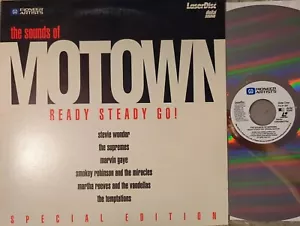 PIONEER
ARTISTS
LaserDisc
the sounds of
MOTOWN
READY STEADY GO!
stevie wonder
the supremes
marvin gaye
smokey robinson and the miracles
martha reeves and the vandellas
the temptations
SPECIAL EDITION
PIONEER
ARTISTS